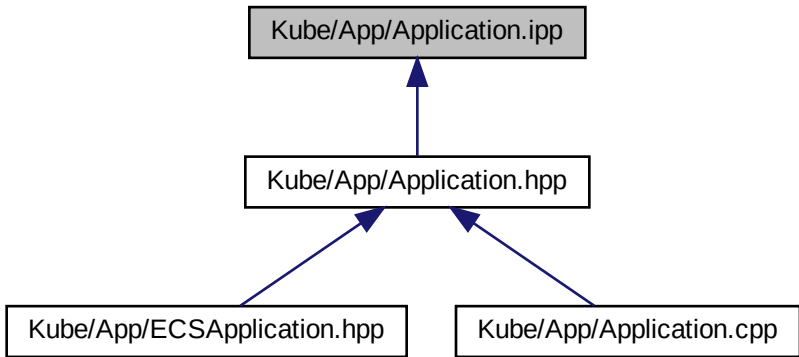 Kube/App/Application.ipp
Kube/App/Application.hpp
Kube/App/ECSApplication.hpp
Kube/App/Application.cpp